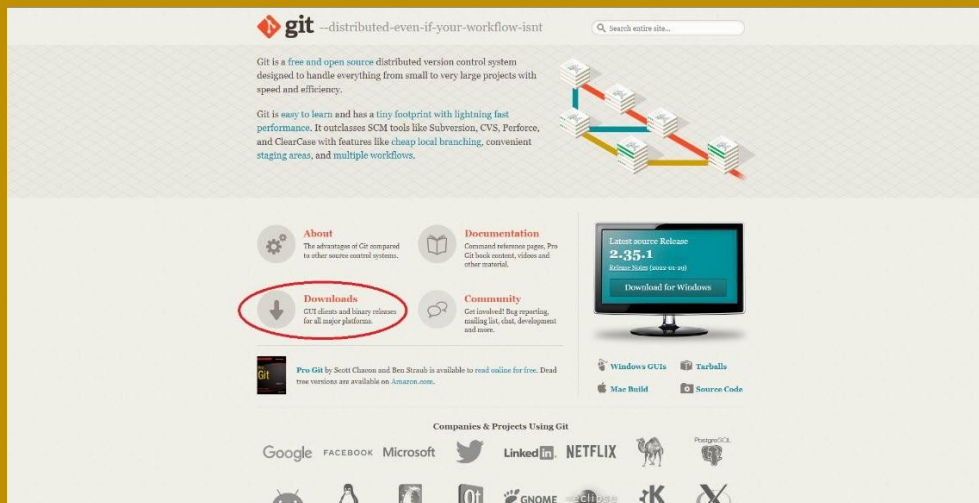 git --distributed-even-if-your-workflow-isnt
Search entire site...
Git is a free and open source distributed version control system
designed to handle everything from small to very large projects with
speed and efficiency.
Git is easy to learn and has a tiny footprint with lightning fast
performance. It outclasses SCM tools like Subversion, CVS, Perforce,
and ClearCase with features like cheap local branching, convenient
staging areas, and multiple workflows.
About
The advantages of Git compared
to other source control systems.
Documentation
Command reference pages, Pro
Git book content, videos and
other material.
Downloads
GUI clients and binary releases
for all major platforms.
Community
Get involved! Bug reporting,
mailing list, chat, development
and more.
Latest source Release
2.35.1
Release Notes (2022-01-29)
Download for Windows
Windows GUIs
Tarballs
Mac Build
Source Code
Git
Pro Git by Scott Chacon and Ben Straub is available to read online for free. Dead
tree versions are available on Amazon.com.
Companies & Projects Using Git
Google
FACEBOOK
Microsoft
Linked in
NETFLIX
PostgreSQL
Qt
GNOME
eclipse